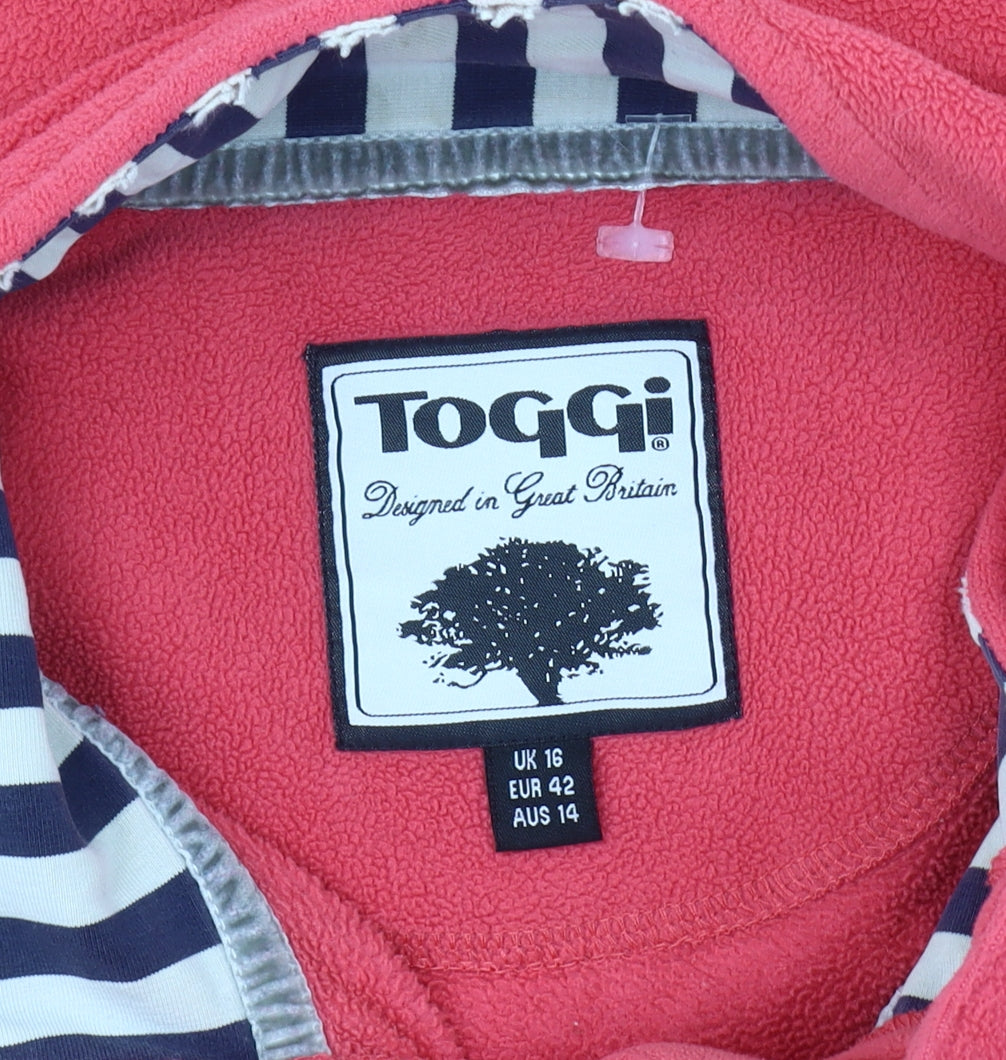 TOGGi®
Designed in Great Britain
UK 16
EUR 42
AUS 14